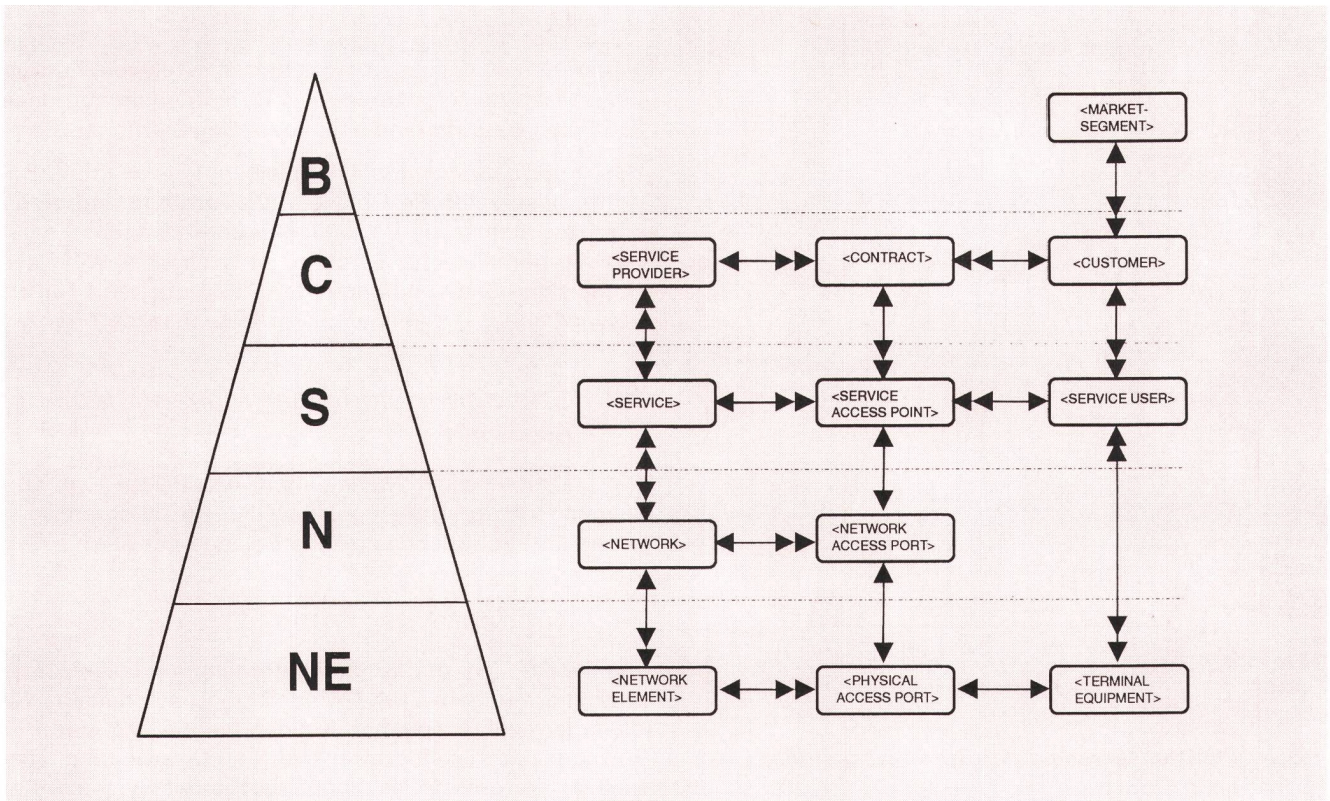 B
C
S
N
NE
<MARKET-
SEGMENT>
<SERVICE
PROVIDER>
<CONTRACT>
<CUSTOMER>
<SERVICE>
<SERVICE
ACCESS POINT>
<SERVICE USER>
<NETWORK>
<NETWORK
ACCESS PORT>
<NETWORK
ELEMENT>
<PHYSICAL
ACCESS PORT>
<TERMINAL
EQUIPMENT>